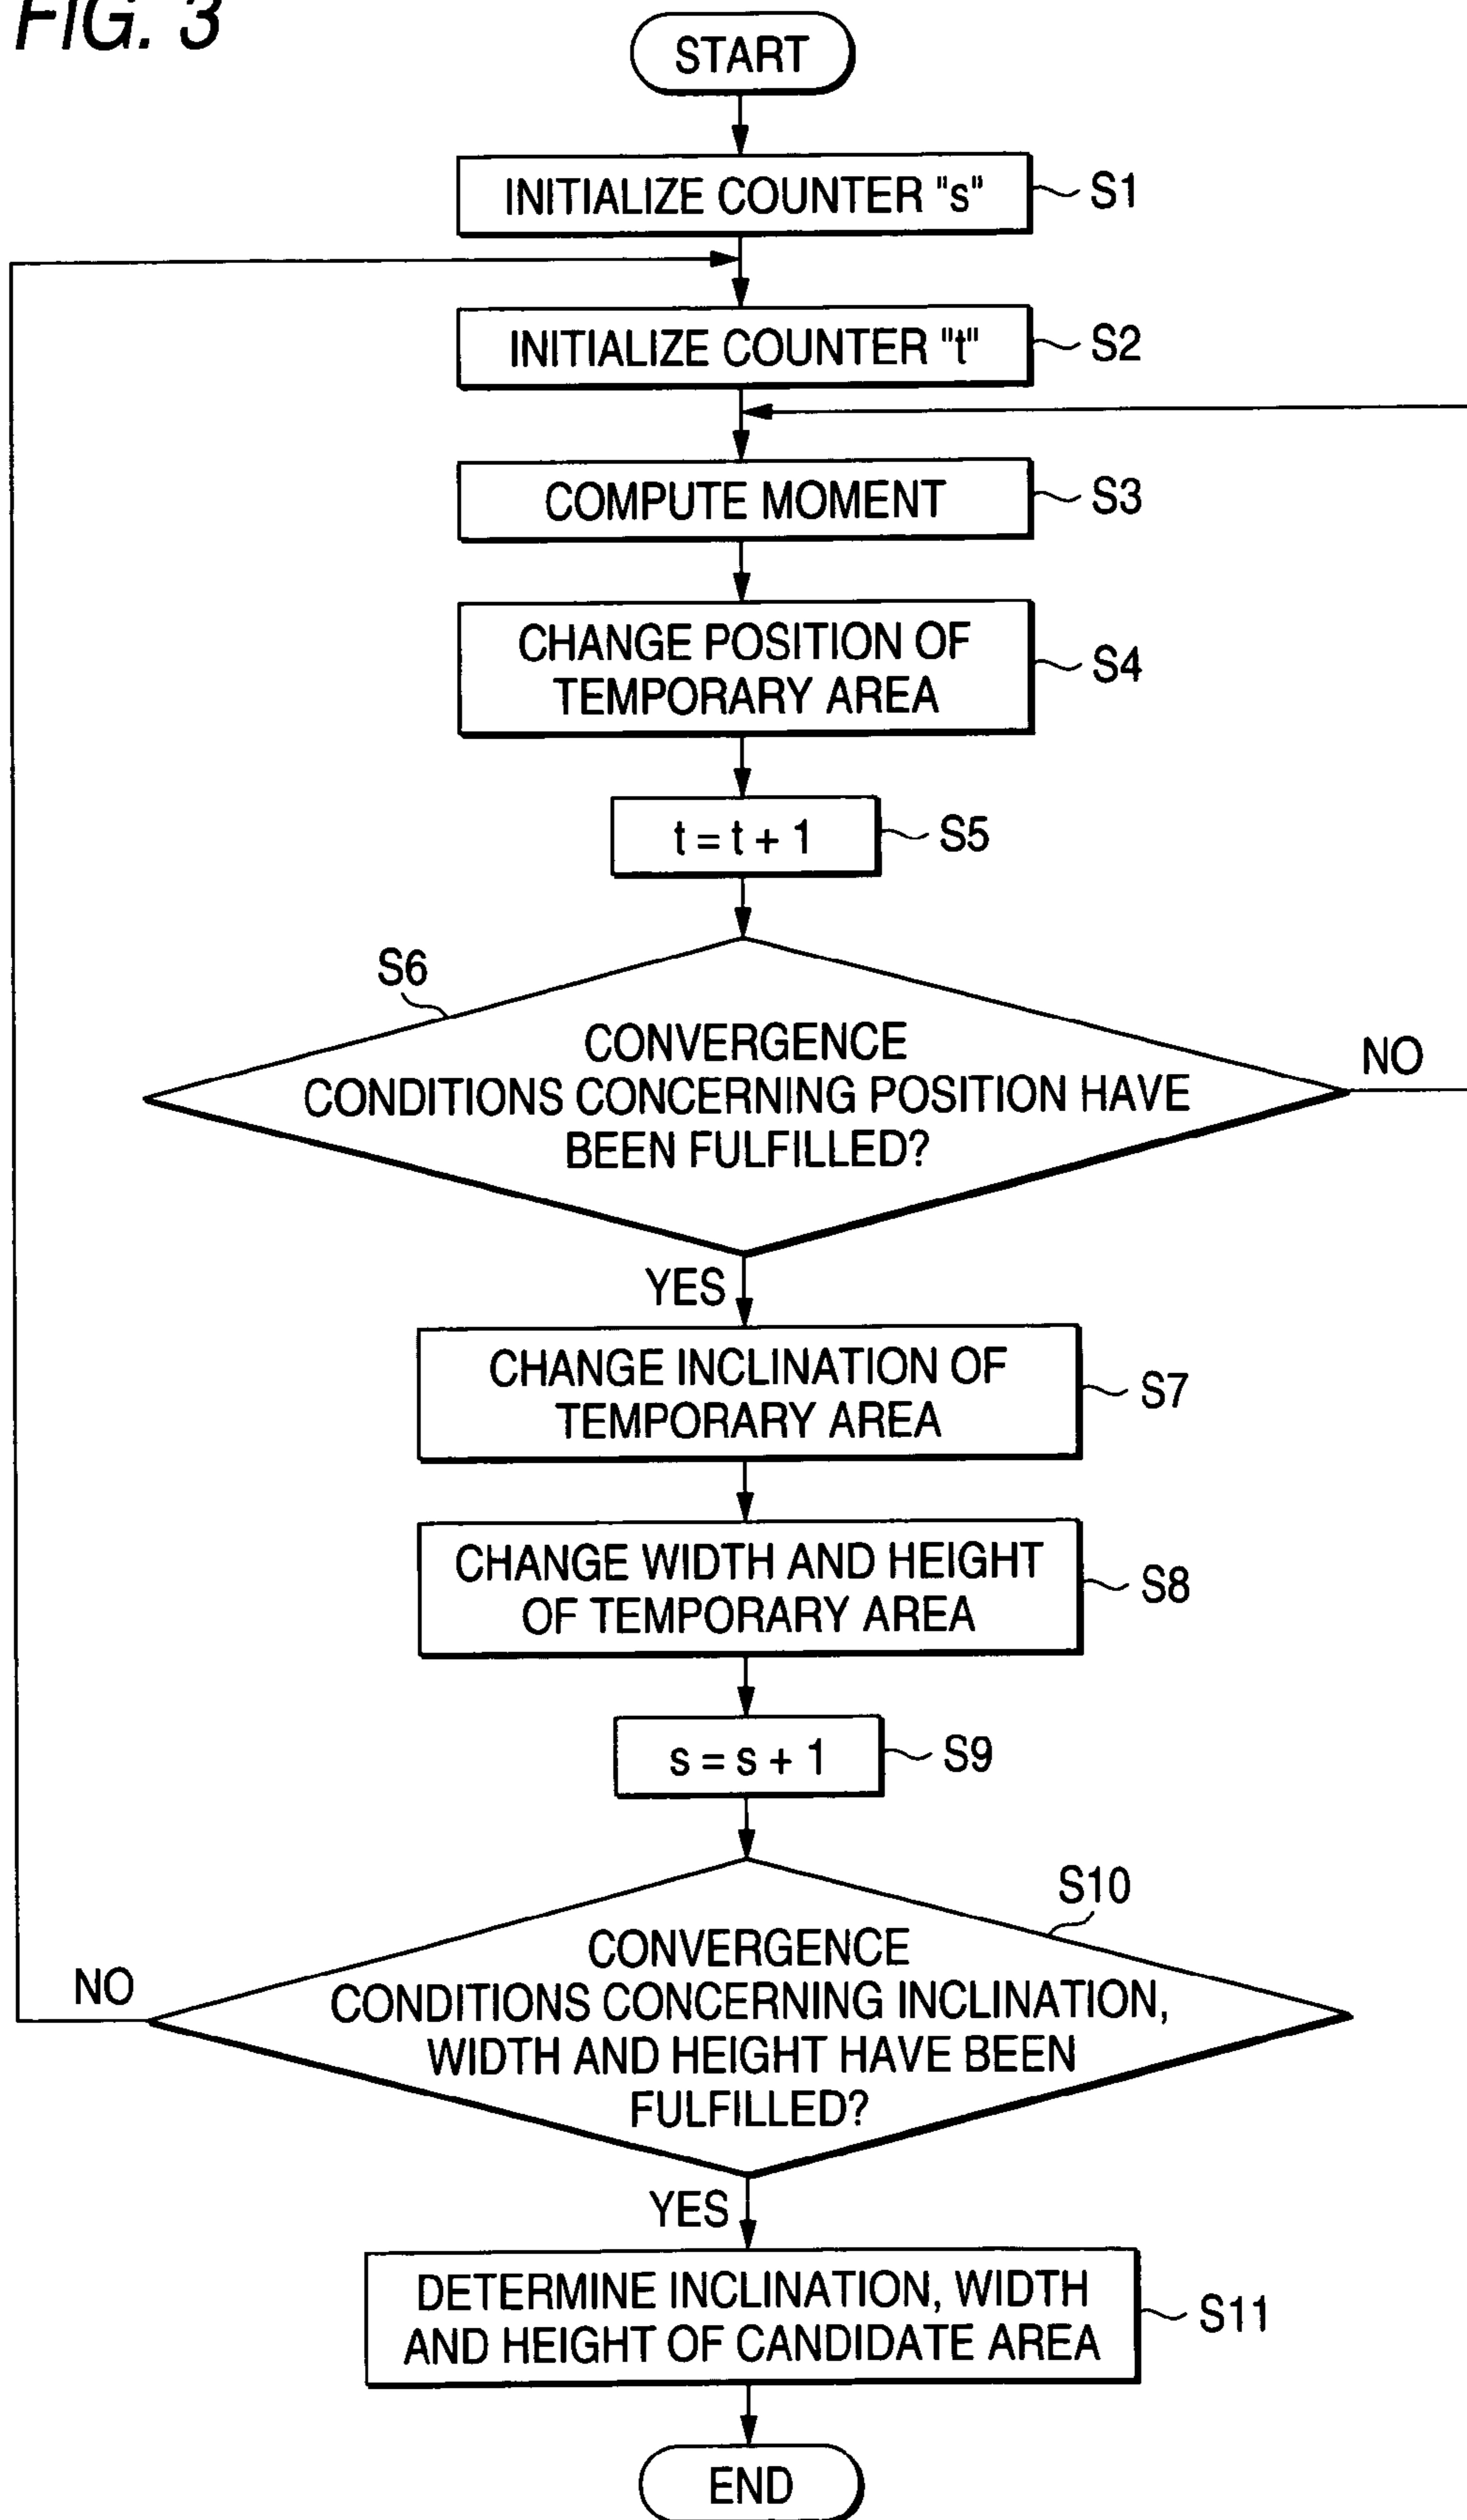 FIG. 3
START
INITIALIZE COUNTER "s"
S1
INITIALIZE COUNTER "t"
S2
COMPUTE MOMENT
S3
CHANGE POSITION OF
TEMPORARY AREA
S4
t = t + 1
S5
S6
CONVERGENCE
CONDITIONS CONCERNING POSITION HAVE
BEEN FULFILLED?
NO
YES
CHANGE INCLINATION OF
TEMPORARY AREA
S7
CHANGE WIDTH AND HEIGHT
OF TEMPORARY AREA
S8
s = s + 1
S9
S10
CONVERGENCE
CONDITIONS CONCERNING INCLINATION,
WIDTH AND HEIGHT HAVE BEEN
FULFILLED?
NO
YES
DETERMINE INCLINATION, WIDTH
AND HEIGHT OF CANDIDATE AREA
S11
END